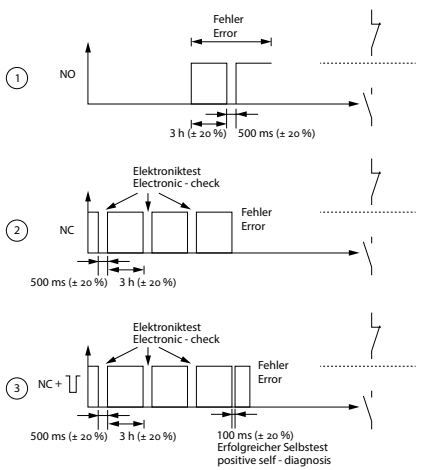 Fehler
Error
1
NO
3 h (± 20 %)
500 ms (± 20 %)
Elektroniktest
Electronic - check
2
NC
Fehler
Error
500 ms (± 20 %)
3 h (± 20 %)
Elektroniktest
Electronic - check
3
NC +
Fehler
Error
500 ms (± 20 %)
3 h (± 20 %)
100 ms (± 20 %)
Erfolgreicher Selbstest
positive self - diagnosis